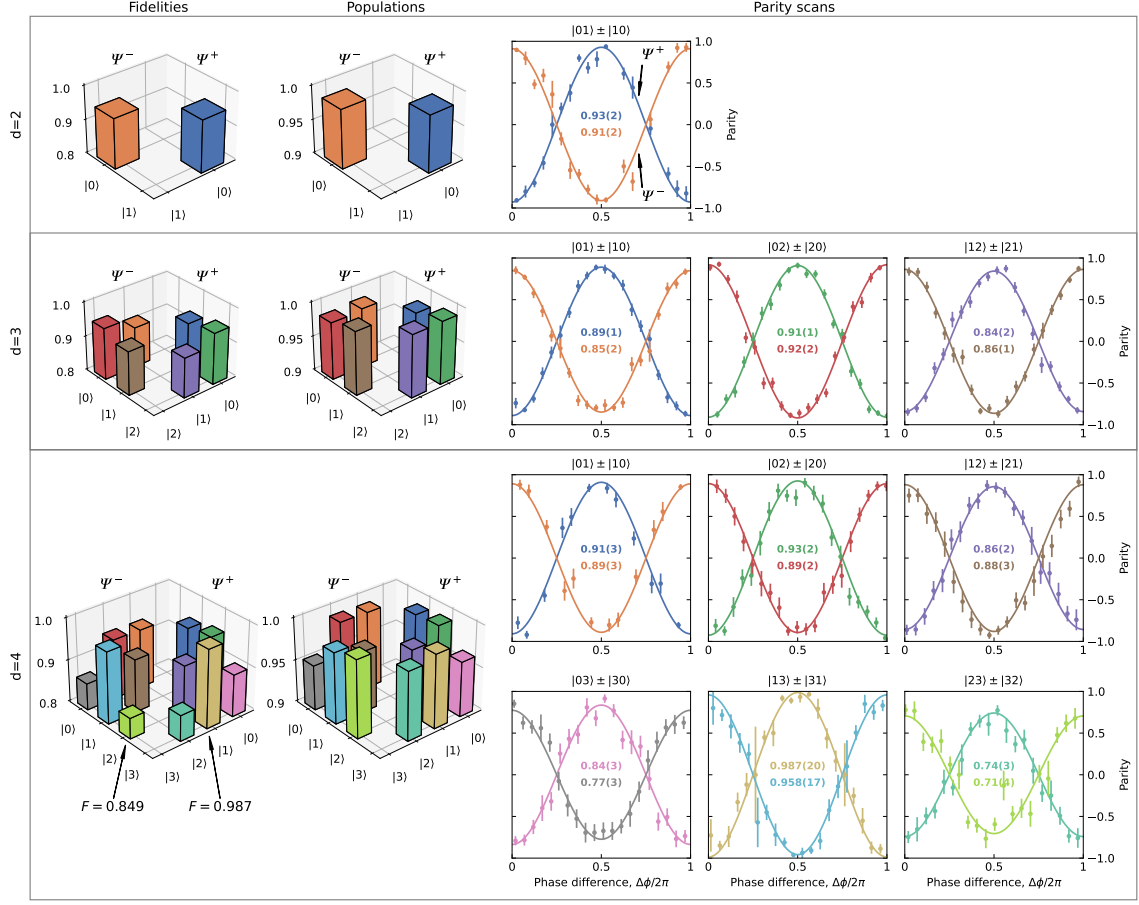 Fidelities Populations Parity scans
d=2
Ψ⁻ Ψ⁺
1.0
0.9
0.8
|0⟩
|1⟩
|1⟩
|0⟩
Ψ⁻ Ψ⁺
1.0
0.95
0.9
|0⟩
|1⟩
|1⟩
|0⟩
|01⟩ ± |10⟩
Ψ⁺
0.93(2)
0.91(2)
Ψ⁻
0 0.5 1
1.0
0.5
0.0
−0.5
−1.0
Parity
d=3
Ψ⁻ Ψ⁺
1.0
0.9
0.8
|0⟩
|1⟩
|2⟩
|2⟩
|1⟩
|0⟩
Ψ⁻ Ψ⁺
1.0
0.95
0.9
|0⟩
|1⟩
|2⟩
|2⟩
|1⟩
|0⟩
|01⟩ ± |10⟩
0.89(1)
0.85(2)
0 0.5 1
|02⟩ ± |20⟩
0.91(1)
0.92(2)
0 0.5 1
|12⟩ ± |21⟩
0.84(2)
0.86(1)
0 0.5 1
1.0
0.5
0.0
−0.5
−1.0
Parity
d=4
Ψ⁻ Ψ⁺
1.0
0.9
0.8
|0⟩
|1⟩
|2⟩
|3⟩
|3⟩
|2⟩
|1⟩
|0⟩
F = 0.849 F = 0.987
Ψ⁻ Ψ⁺
1.0
0.95
0.9
|0⟩
|1⟩
|2⟩
|3⟩
|3⟩
|2⟩
|1⟩
|0⟩
|01⟩ ± |10⟩
0.91(3)
0.89(3)
|02⟩ ± |20⟩
0.93(2)
0.89(2)
|12⟩ ± |21⟩
0.86(2)
0.88(3)
1.0
0.5
0.0
−0.5
−1.0
Parity
|03⟩ ± |30⟩
0.84(3)
0.77(3)
0 0.5 1
Phase difference, Δϕ/2π
|13⟩ ± |31⟩
0.987(20)
0.958(17)
0 0.5 1
Phase difference, Δϕ/2π
|23⟩ ± |32⟩
0.74(3)
0.71(4)
0 0.5 1
Phase difference, Δϕ/2π
1.0
0.5
0.0
−0.5
−1.0
Parity